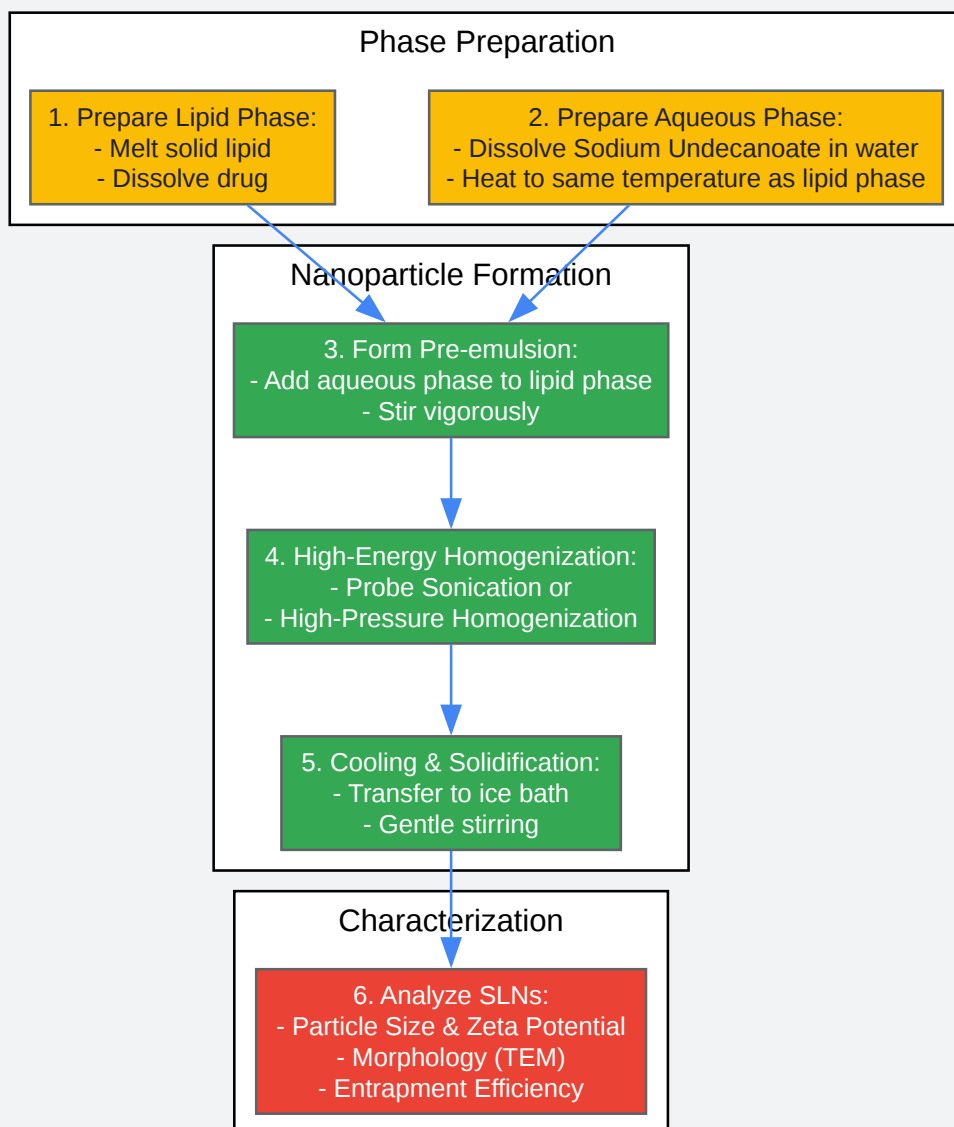 Phase Preparation
1. Prepare Lipid Phase:
- Melt solid lipid
- Dissolve drug
2. Prepare Aqueous Phase:
- Dissolve Sodium Undecanoate in water
- Heat to same temperature as lipid phase
Nanoparticle Formation
3. Form Pre-emulsion:
- Add aqueous phase to lipid phase
- Stir vigorously
4. High-Energy Homogenization:
- Probe Sonication or
- High-Pressure Homogenization
5. Cooling & Solidification:
- Transfer to ice bath
- Gentle stirring
Characterization
6. Analyze SLNs:
- Particle Size & Zeta Potential
- Morphology (TEM)
- Entrapment Efficiency